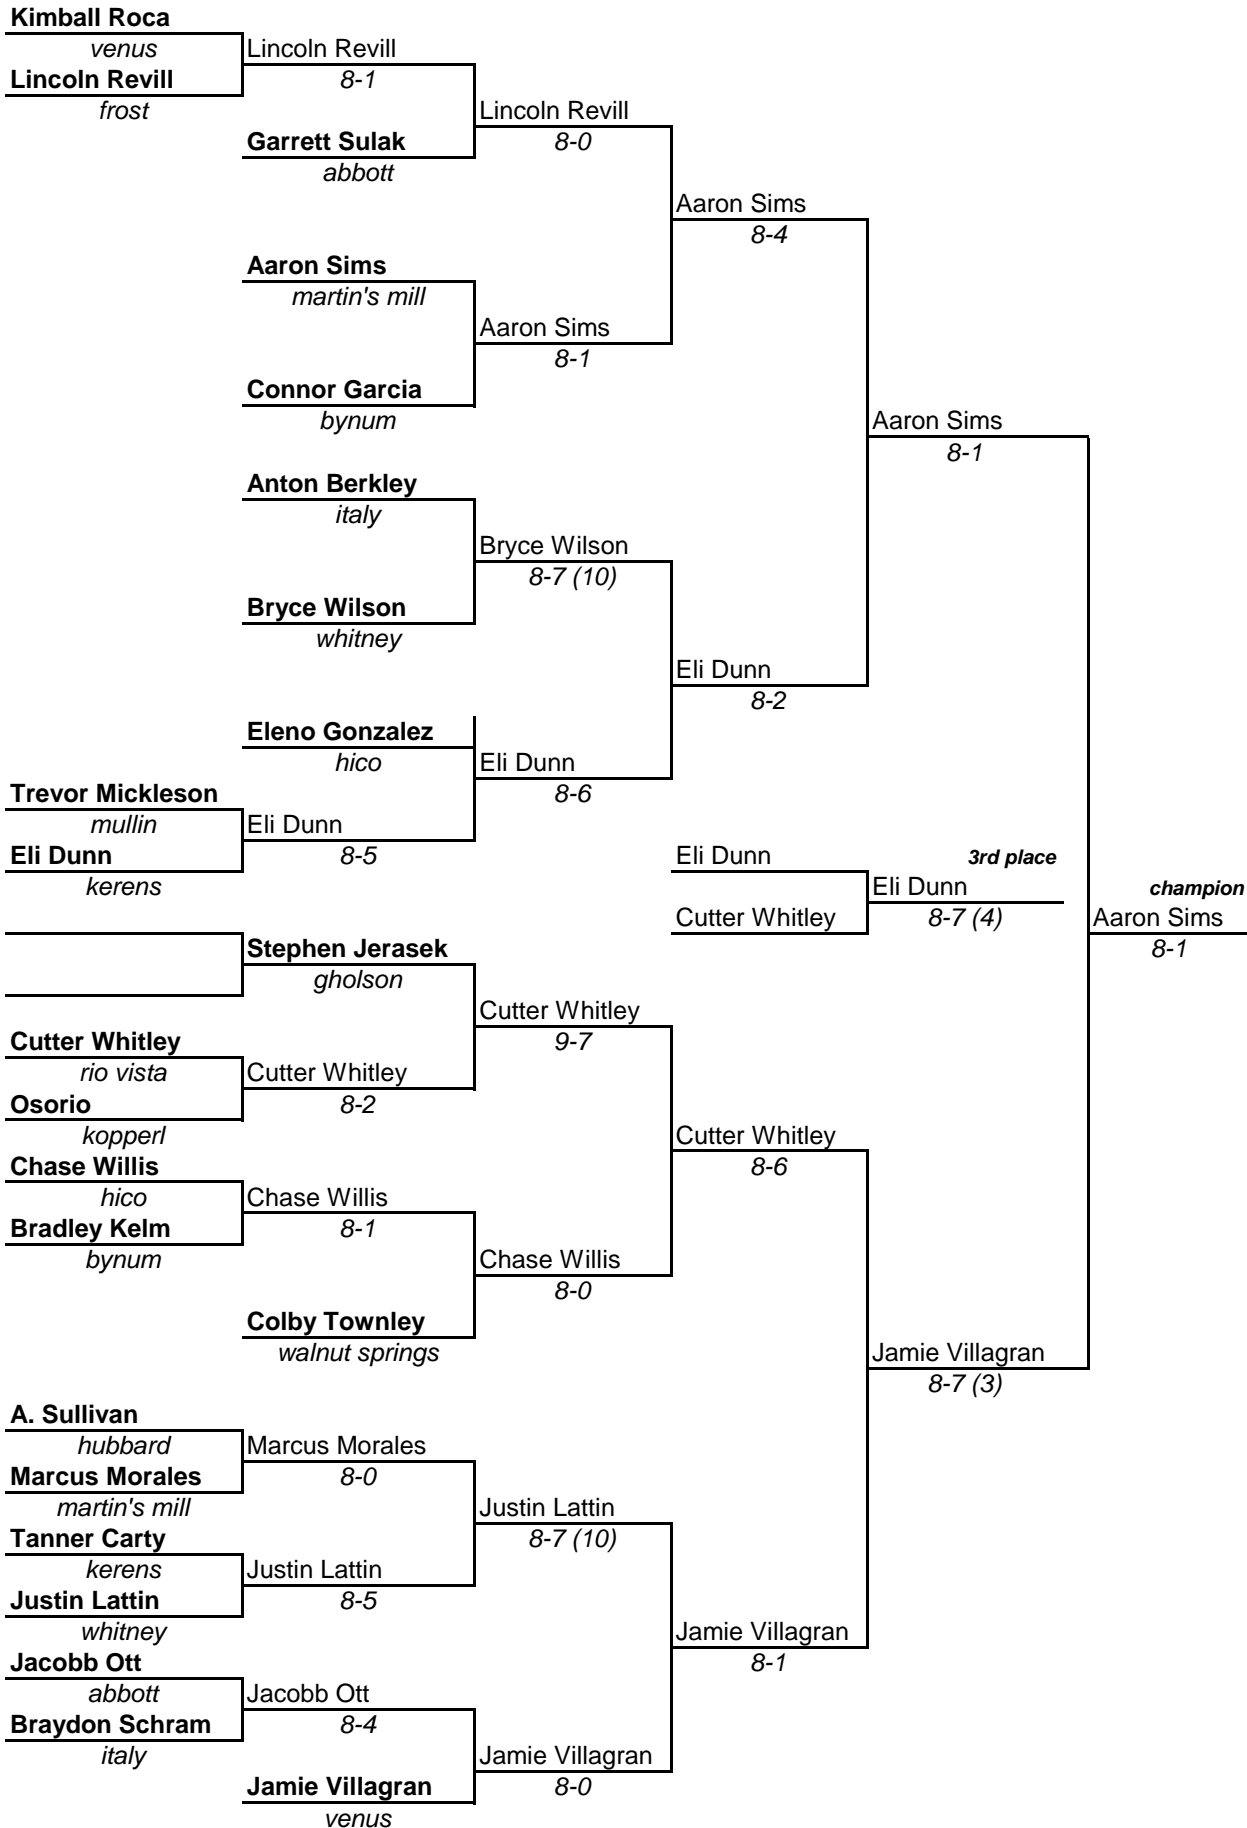 Kimball Roca
venus
Lincoln Revill
Lincoln Revill
8-1
frost
Lincoln Revill
8-0
Garrett Sulak
abbott
Aaron Sims
8-4
Aaron Sims
martin's mill
Aaron Sims
8-1
Connor Garcia
bynum
Aaron Sims
8-1
Anton Berkley
italy
Bryce Wilson
8-7 (10)
Bryce Wilson
whitney
Eli Dunn
8-2
Eleno Gonzalez
hico
Eli Dunn
8-6
Trevor Mickleson
mullin
Eli Dunn
Eli Dunn
8-5
kerens
Eli Dunn
3rd place
Eli Dunn
8-7 (4)
Cutter Whitley
champion
Aaron Sims
8-1
Stephen Jerasek
gholson
Cutter Whitley
9-7
Cutter Whitley
rio vista
Cutter Whitley
Osorio
8-2
kopperl
Cutter Whitley
8-6
Chase Willis
hico
Chase Willis
Bradley Kelm
8-1
bynum
Chase Willis
8-0
Colby Townley
walnut springs
Jamie Villagran
8-7 (3)
A. Sullivan
hubbard
Marcus Morales
Marcus Morales
8-0
martin's mill
Justin Lattin
8-7 (10)
Tanner Carty
kerens
Justin Lattin
Justin Lattin
8-5
whitney
Jamie Villagran
8-1
Jacobb Ott
abbott
Jacobb Ott
Braydon Schram
8-4
italy
Jamie Villagran
8-0
Jamie Villagran
venus